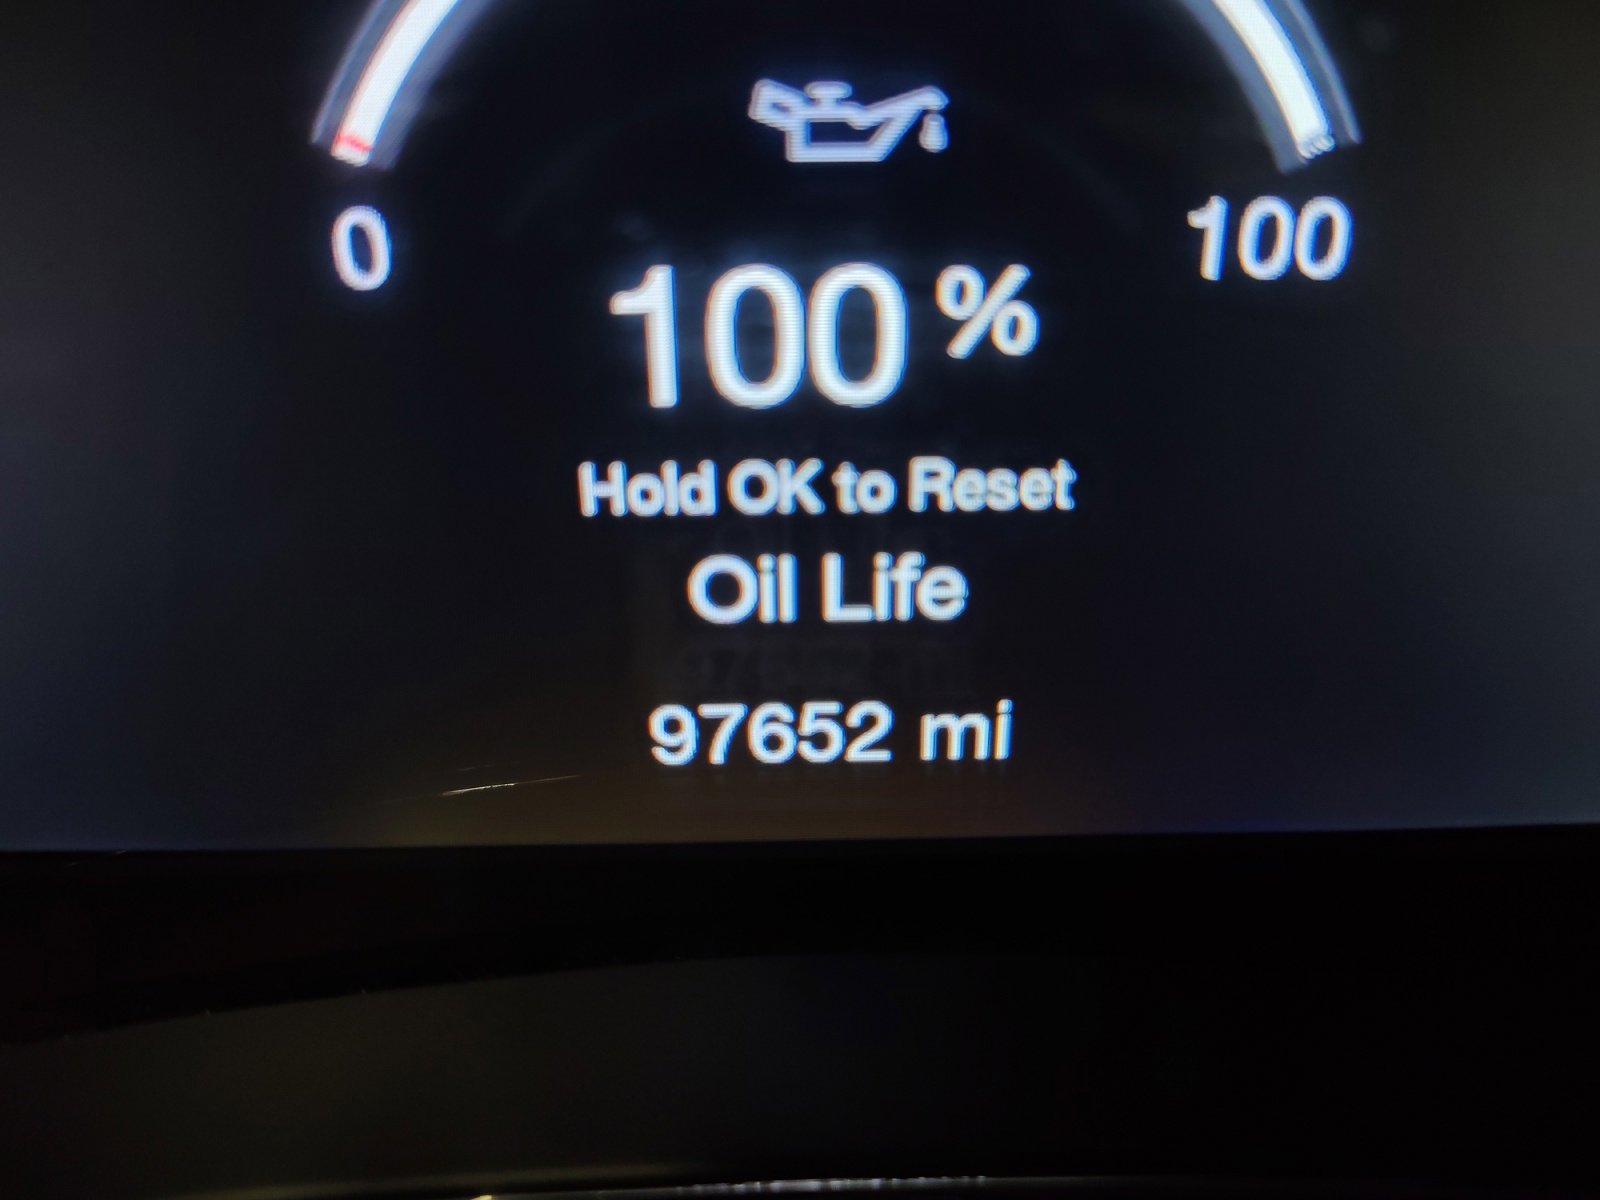 0 100
100 %
Hold OK to Reset
Oil Life
97652 mi